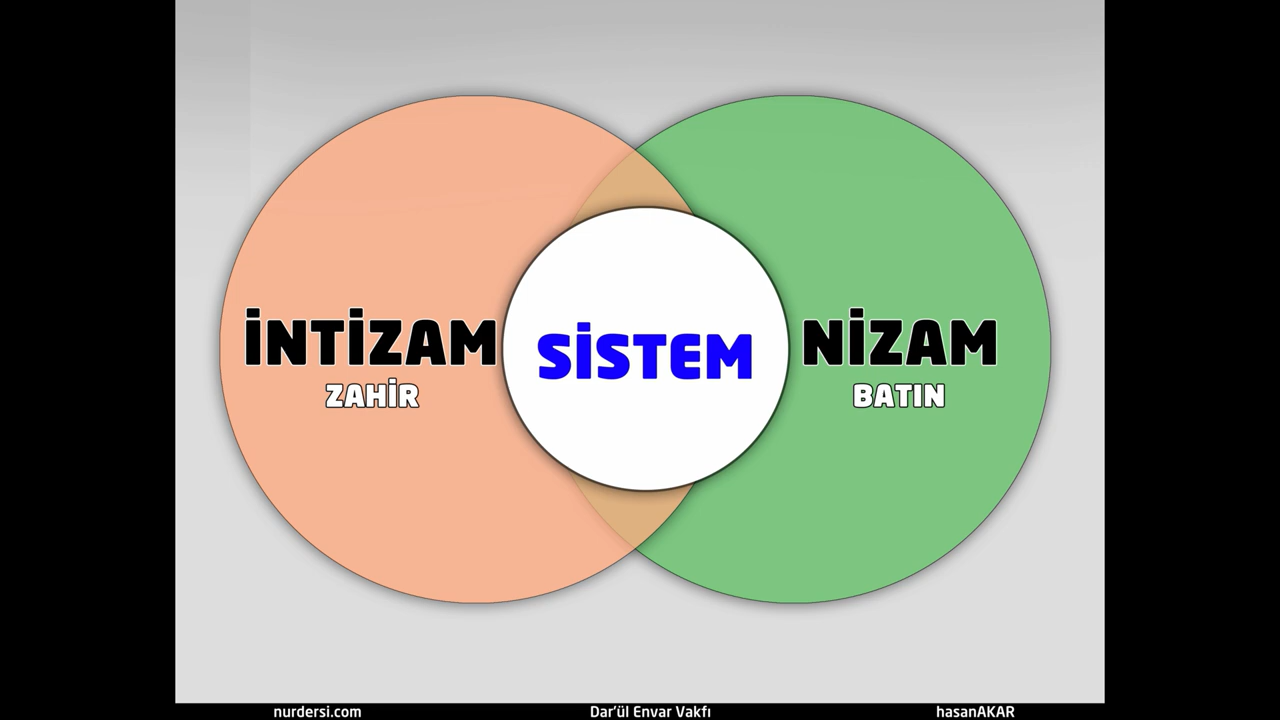 İNTİZAM
ZAHİR
SİSTEM
NİZAM
BATIN
nurdersi.com
Dar'ül Envar Vakfı
hasanAKAR